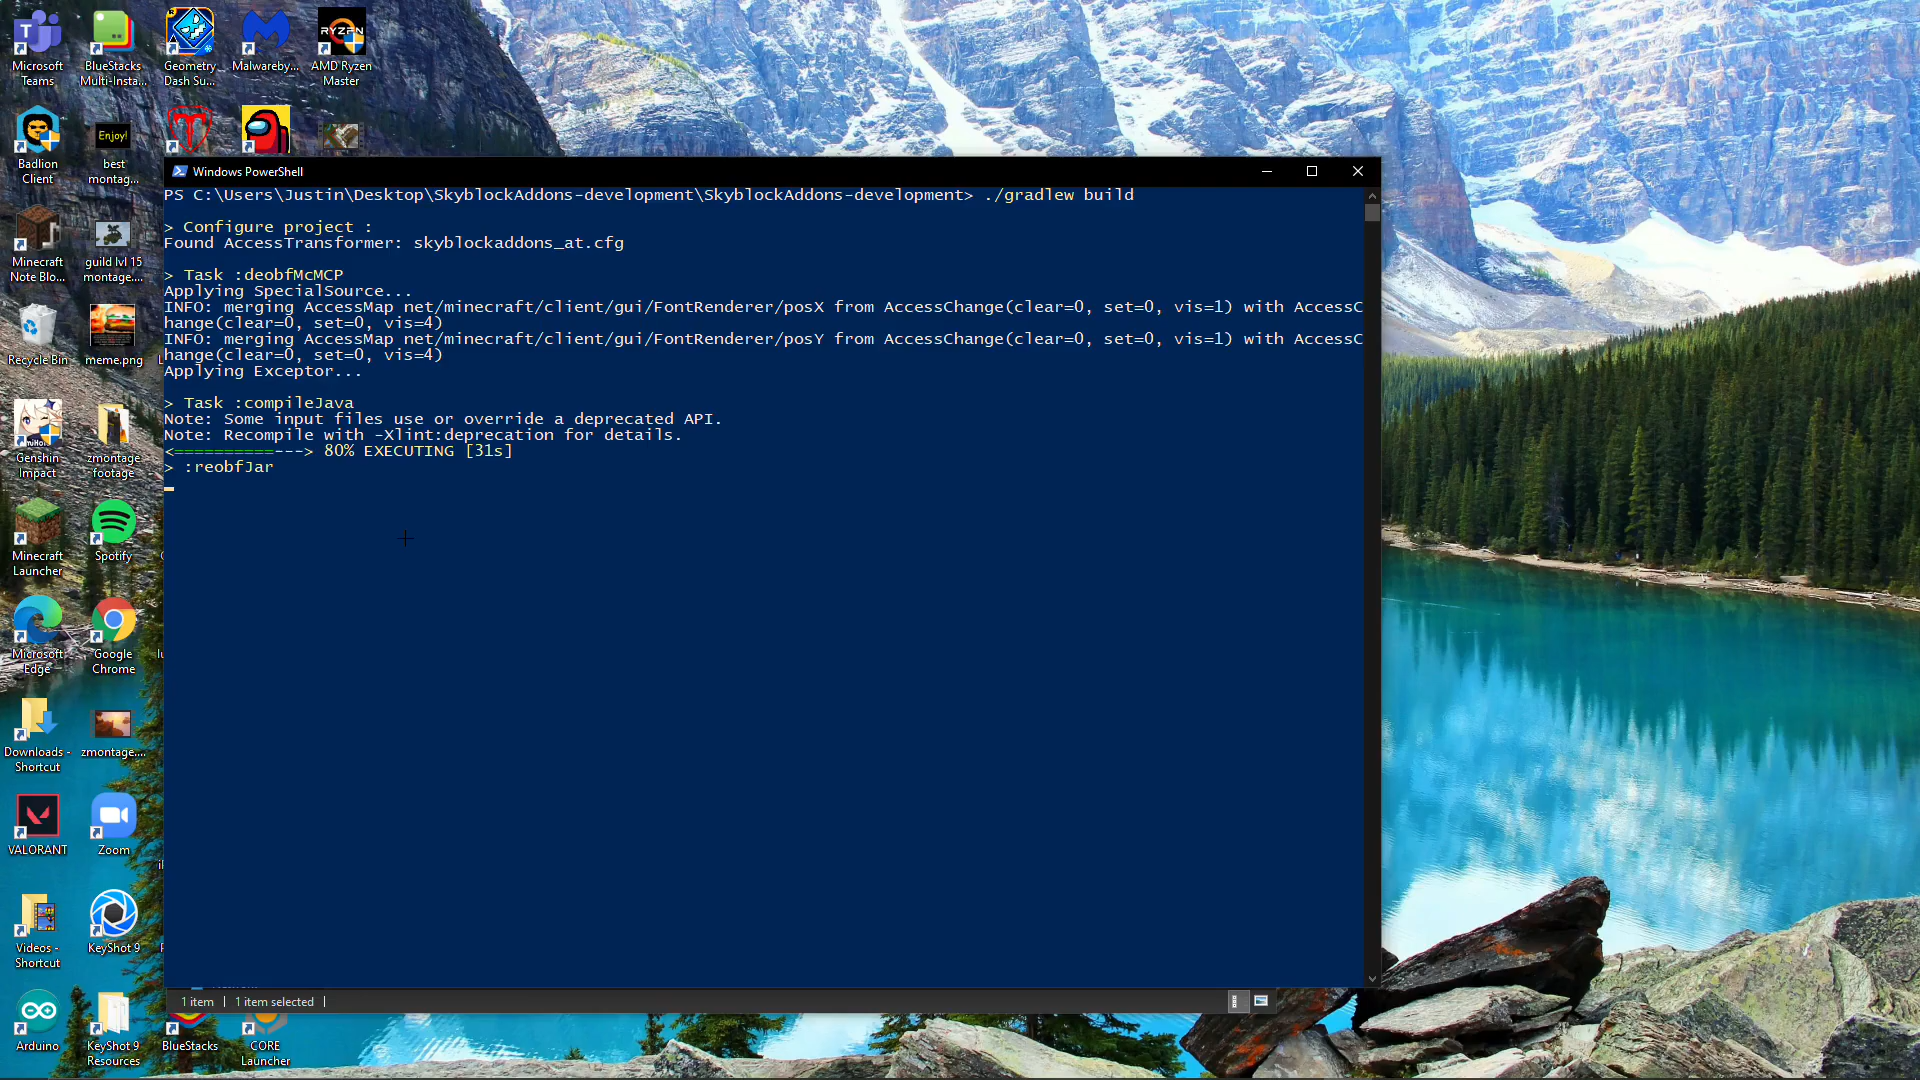 Microsoft
Teams
BlueStacks
Multi-Insta...
Geometry
Dash Su...
Malwareby...
RYZEN
AMD Ryzen
Master
Badlion
Client
Enjoy!
best
montag...
Minecraft
Note Blo...
guild lvl 15
montage....
Recycle Bin
meme.png
Genshin
Impact
zmontage
footage
Minecraft
Launcher
Spotify
Microsoft
Edge
Google
Chrome
Downloads -
Shortcut
zmontage....
VALORANT
Zoom
Videos -
Shortcut
KeyShot 9
Arduino
KeyShot 9
Resources
BlueStacks
CORE
Launcher
Windows PowerShell
PS C:\Users\Justin\Desktop\SkyblockAddons-development\SkyblockAddons-development> ./gradlew build
> Configure project :
Found AccessTransformer: skyblockaddons_at.cfg
> Task :deobfMcMCP
Applying SpecialSource...
INFO: merging AccessMap net/minecraft/client/gui/FontRenderer/posX from AccessChange(clear=0, set=0, vis=1) with AccessC
hange(clear=0, set=0, vis=4)
INFO: merging AccessMap net/minecraft/client/gui/FontRenderer/posY from AccessChange(clear=0, set=0, vis=1) with AccessC
hange(clear=0, set=0, vis=4)
Applying Exceptor...
> Task :compileJava
Note: Some input files use or override a deprecated API.
Note: Recompile with -Xlint:deprecation for details.
<==========---> 80% EXECUTING [31s]
> :reobfJar
1 item
1 item selected